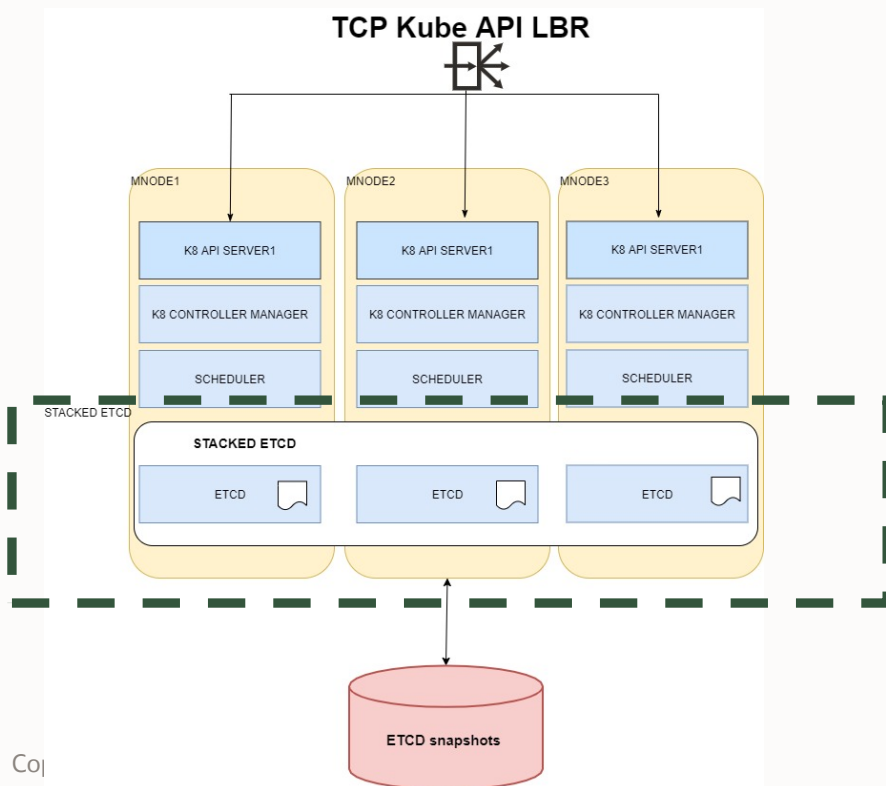 TCP Kube API LBR
MNODE1
MNODE2
MNODE3
K8 API SERVER1
K8 API SERVER1
K8 API SERVER1
K8 CONTROLLER MANAGER
K8 CONTROLLER MANAGER
K8 CONTROLLER MANAGER
SCHEDULER
SCHEDULER
SCHEDULER
STACKED ETCD
STACKED ETCD
ETCD
ETCD
ETCD
ETCD snapshots